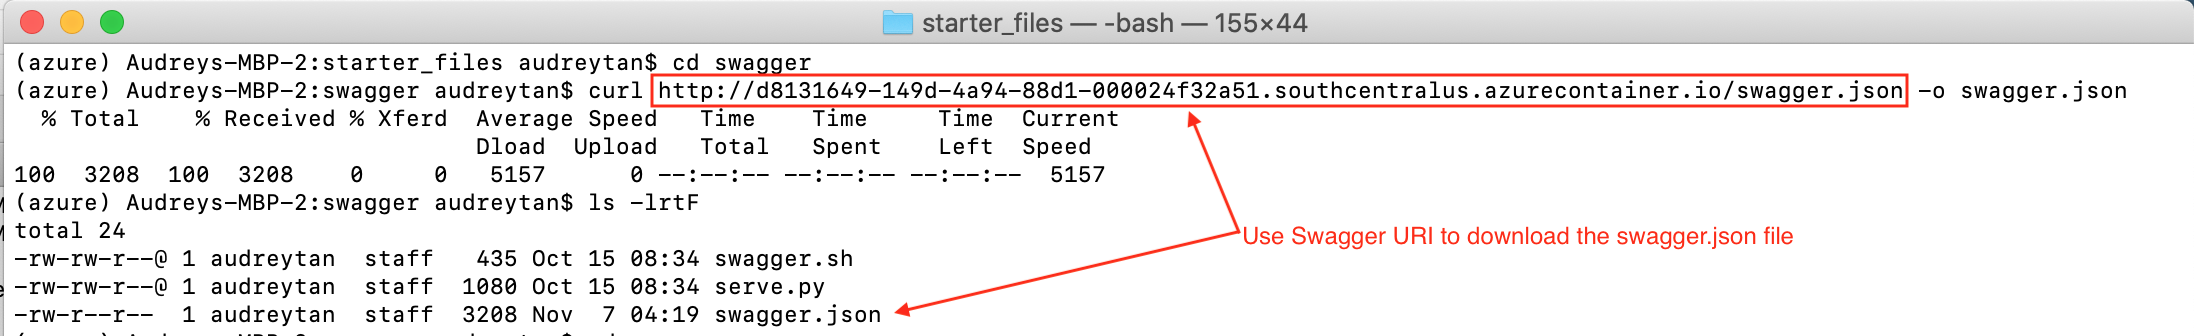 starter_files — -bash — 155×44
(azure) Audreys-MBP-2:starter_files audreytan$ cd swagger
(azure) Audreys-MBP-2:swagger audreytan$ curl http://d8131649-149d-4a94-88d1-000024f32a51.southcentralus.azurecontainer.io/swagger.json -o swagger.json
  % Total    % Received % Xferd  Average Speed   Time    Time     Time  Current
                                 Dload  Upload   Total   Spent    Left  Speed
100  3208  100  3208    0     0   5157      0 --:--:-- --:--:-- --:--:--  5157
(azure) Audreys-MBP-2:swagger audreytan$ ls -lrtF
total 24
Use Swagger URI to download the swagger.json file
-rw-rw-r--@ 1 audreytan  staff   435 Oct 15 08:34 swagger.sh
-rw-rw-r--@ 1 audreytan  staff  1080 Oct 15 08:34 serve.py
-rw-r--r--  1 audreytan  staff  3208 Nov  7 04:19 swagger.json